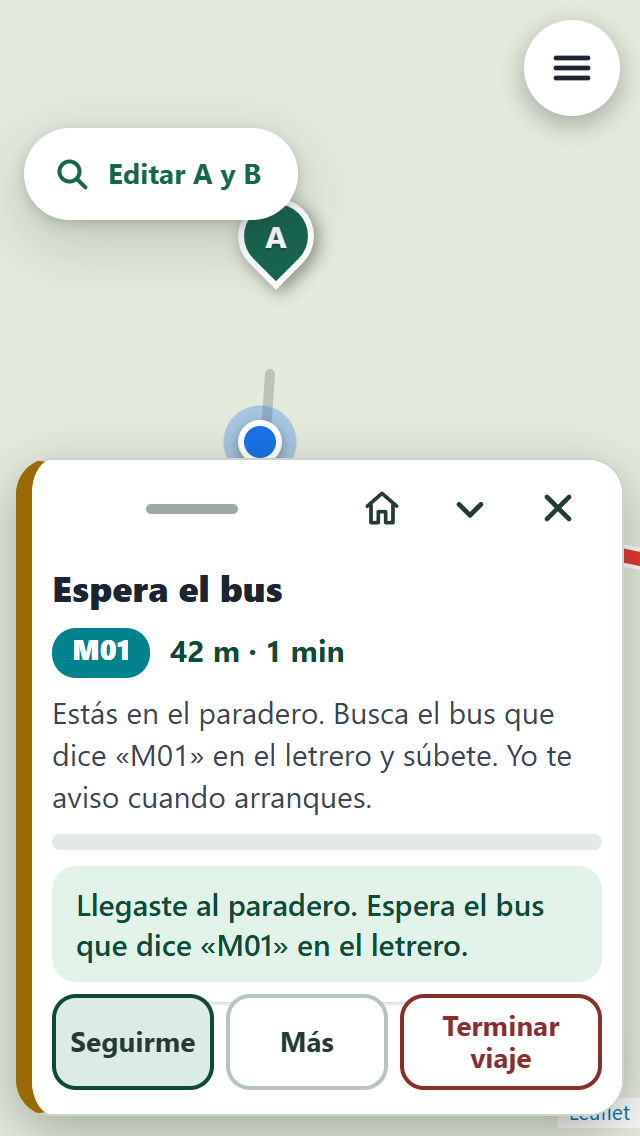 Editar A y B
A
Espera el bus
M01 42 m · 1 min
Estás en el paradero. Busca el bus que
dice «M01» en el letrero y súbete. Yo te
aviso cuando arranques.
Llegaste al paradero. Espera el bus
que dice «M01» en el letrero.
Seguirme
Más
Terminar
viaje
Leaflet